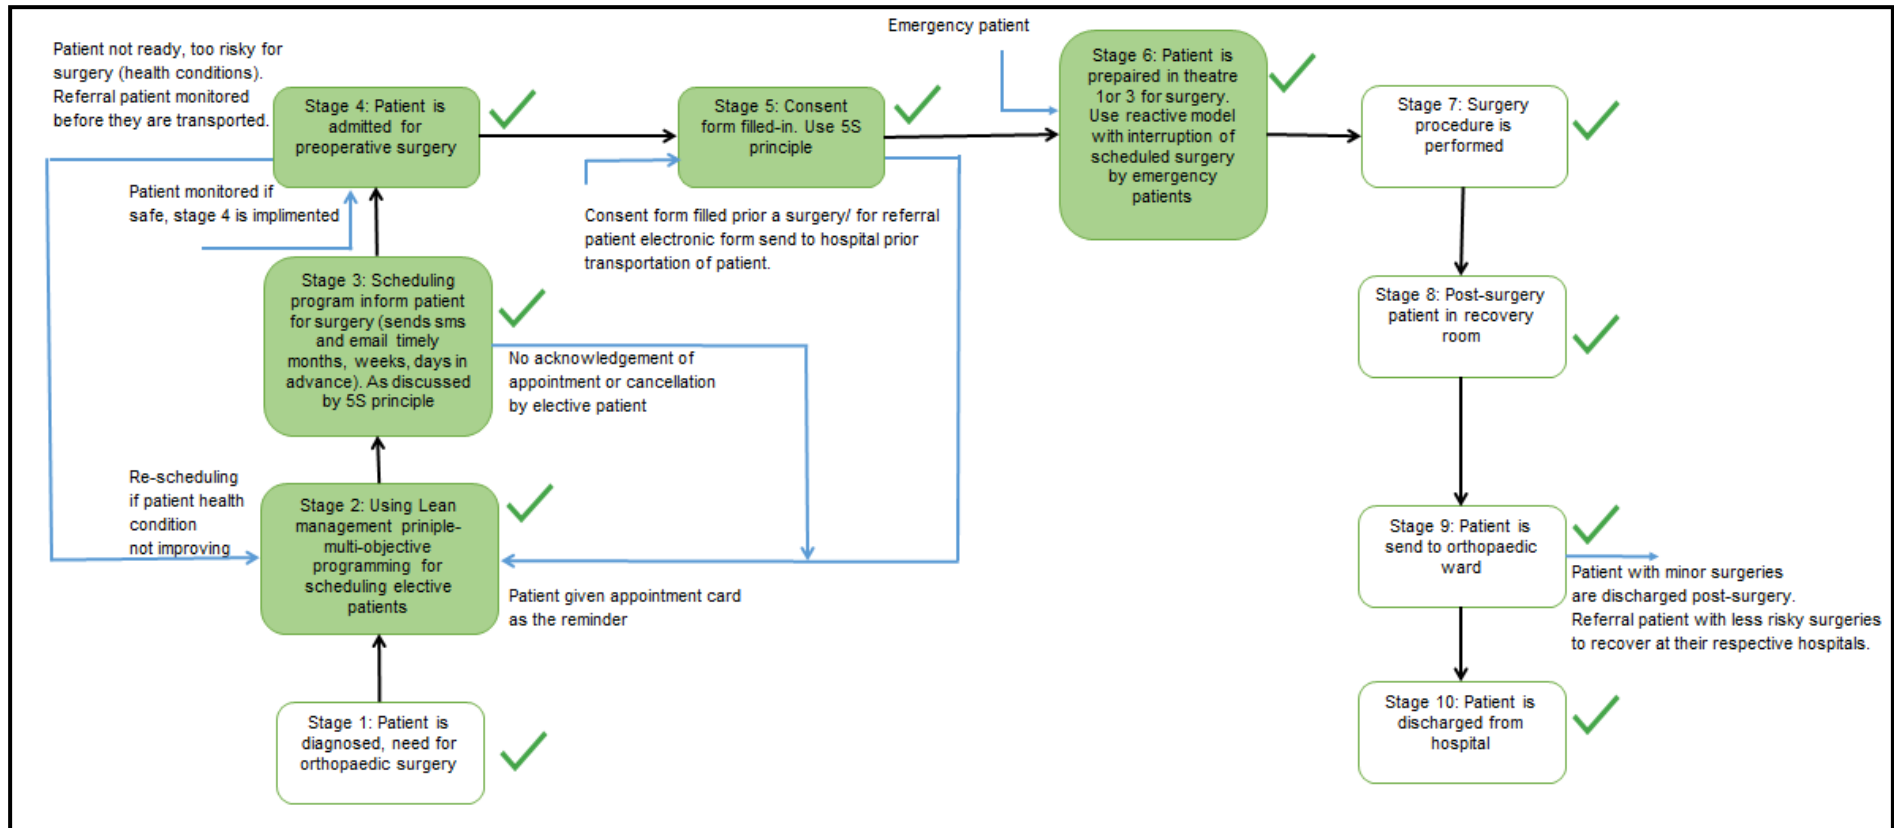 Emergency patient
Patient not ready, too risky for
surgery (health conditions).
Referral patient monitored
before they are transported.
Stage 4: Patient is
admitted for
preoperative surgery
Stage 5: Consent
form filled-in. Use 5S
principle
Stage 6: Patient is
prepaired in theatre
1or 3 for surgery.
Use reactive model
with interruption of
scheduled surgery
by emergency
patients
Stage 7: Surgery
procedure is
performed
Patient monitored if
safe, stage 4 is implimented
Consent form filled prior a surgery/ for referral
patient electronic form send to hospital prior
transportation of patient.
Stage 3: Scheduling
program inform patient
for surgery (sends sms
and email timely
months, weeks, days in
advance). As discussed
by 5S principle
Stage 8: Post-surgery
patient in recovery
room
No acknowledgement of
appointment or cancellation
by elective patient
Re-scheduling
if patient health
condition
not improving
Stage 2: Using Lean
management priniple-
multi-objective
programming for
scheduling elective
patients
Patient given appointment card
as the reminder
Stage 9: Patient is
send to orthopaedic
ward
Patient with minor surgeries
are discharged post-surgery.
Referral patient with less risky surgeries
to recover at their respective hospitals.
Stage 1: Patient is
diagnosed, need for
orthopaedic surgery
Stage 10: Patient is
discharged from
hospital